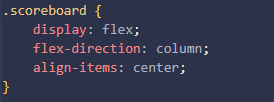 .scoreboard {
    display: flex;
    flex-direction: column;
    align-items: center;
}